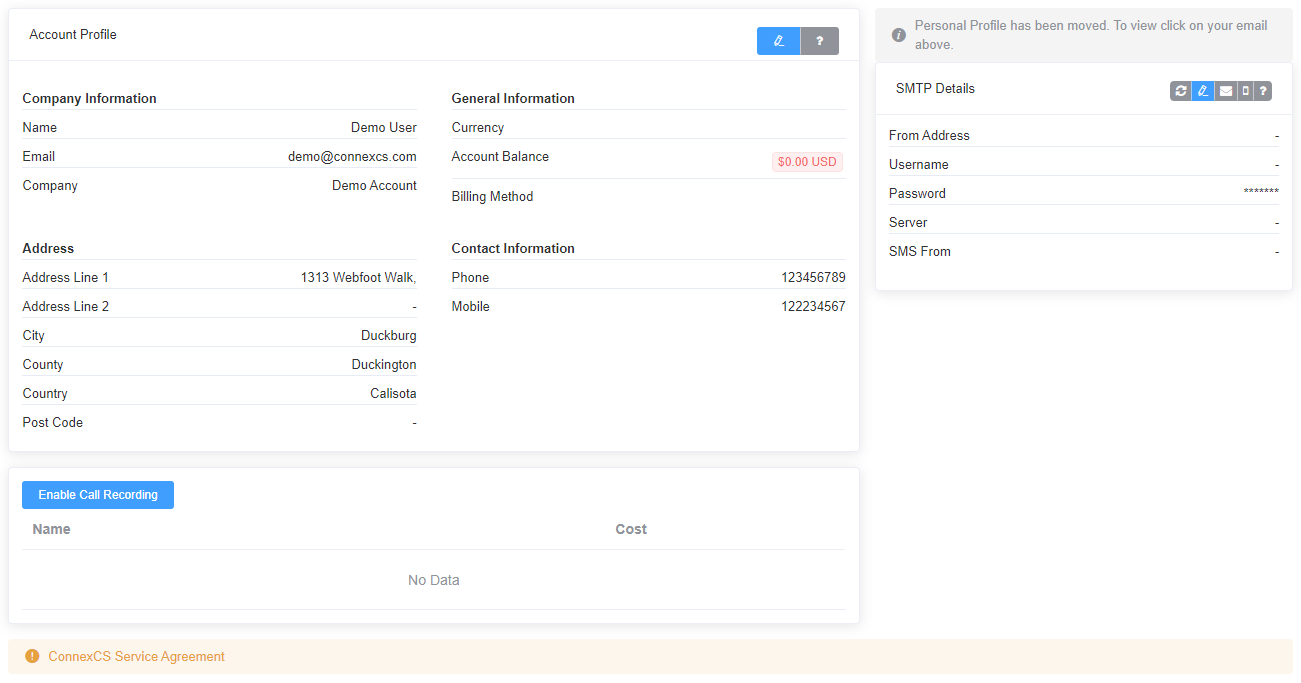 Account Profile
?
Company Information
Name Demo User
Email demo@connexcs.com
Company Demo Account
General Information
Currency
Account Balance $0.00 USD
Billing Method
Address
Address Line 1 1313 Webfoot Walk,
Address Line 2 -
City Duckburg
County Duckington
Country Calisota
Post Code -
Contact Information
Phone 123456789
Mobile 122234567
Enable Call Recording
Name Cost
No Data
Personal Profile has been moved. To view click on your email
above.
SMTP Details
?
From Address -
Username -
Password *******
Server -
SMS From -
ConnexCS Service Agreement